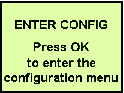 ENTER CONFIG
Press OK
to enter the
configuration menu